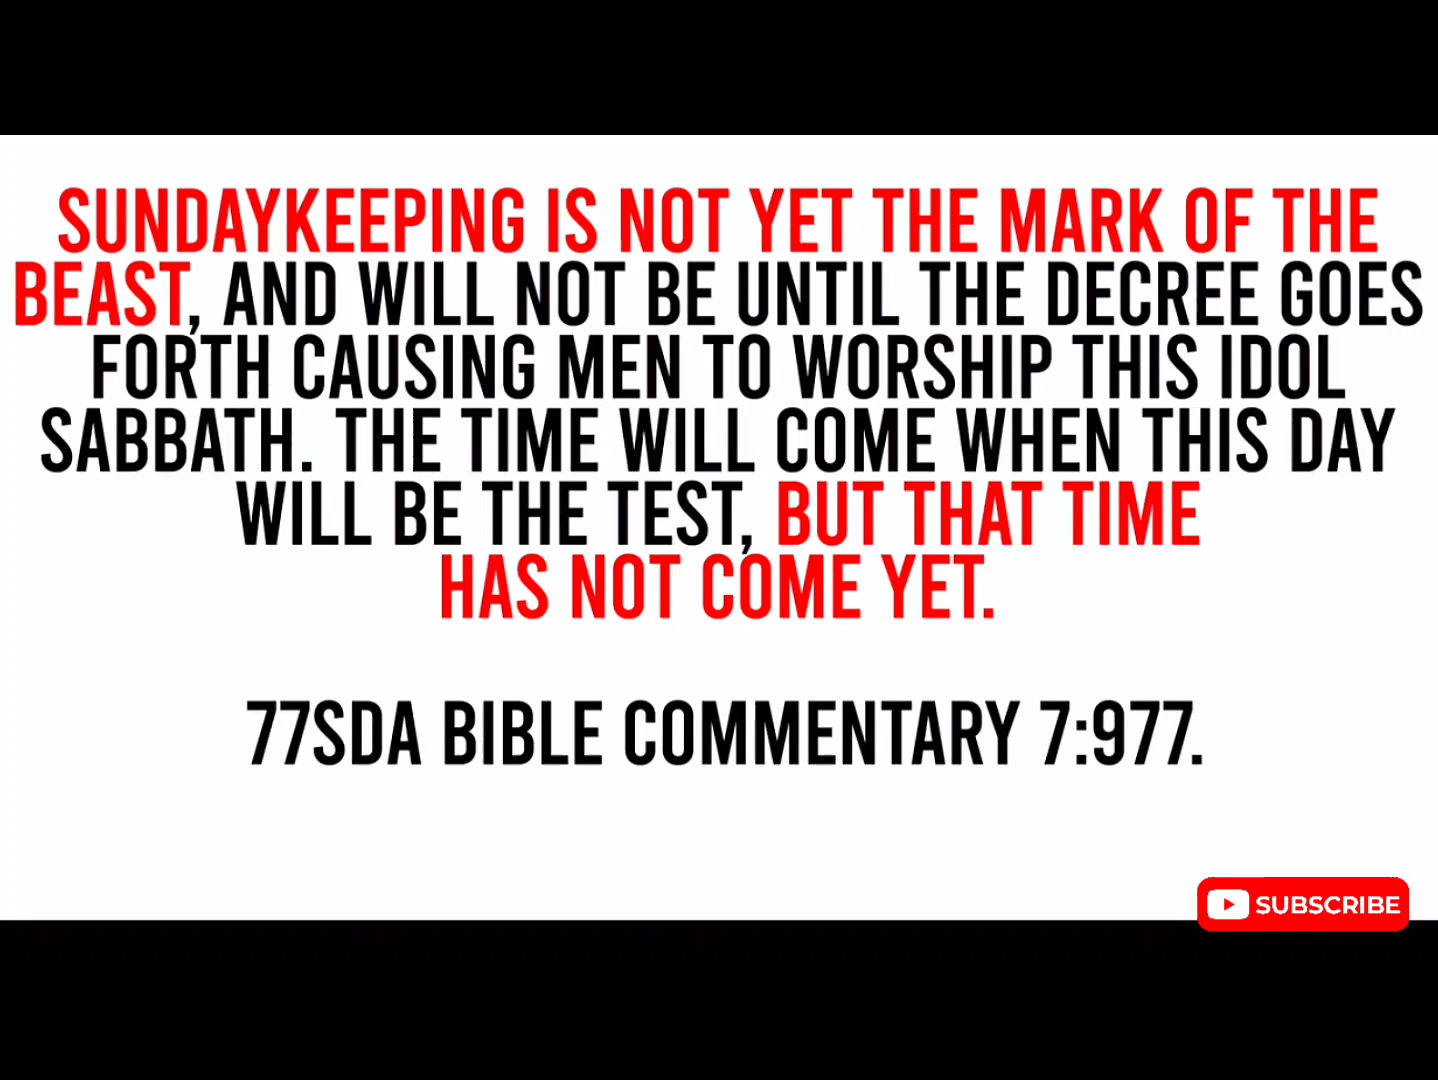 SUNDAYKEEPING IS NOT YET THE MARK OF THE
BEAST, AND WILL NOT BE UNTIL THE DECREE GOES
FORTH CAUSING MEN TO WORSHIP THIS IDOL
SABBATH. THE TIME WILL COME WHEN THIS DAY
WILL BE THE TEST, BUT THAT TIME
HAS NOT COME YET.
77SDA BIBLE COMMENTARY 7:977.
SUBSCRIBE